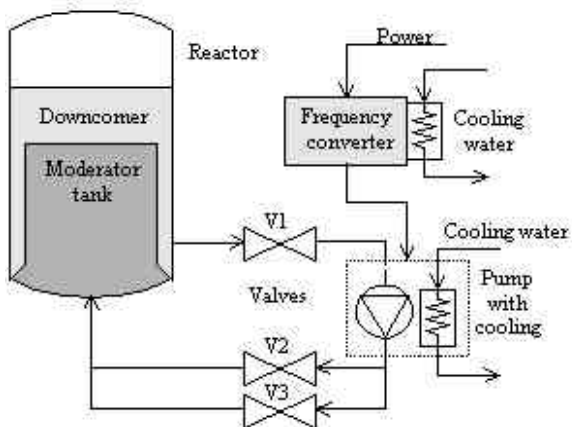 Reactor
Power
Downcomer
Frequency
converter
Cooling
water
Moderator
tank
V1
Cooling water
Valves
Pump
with
cooling
V2
V3